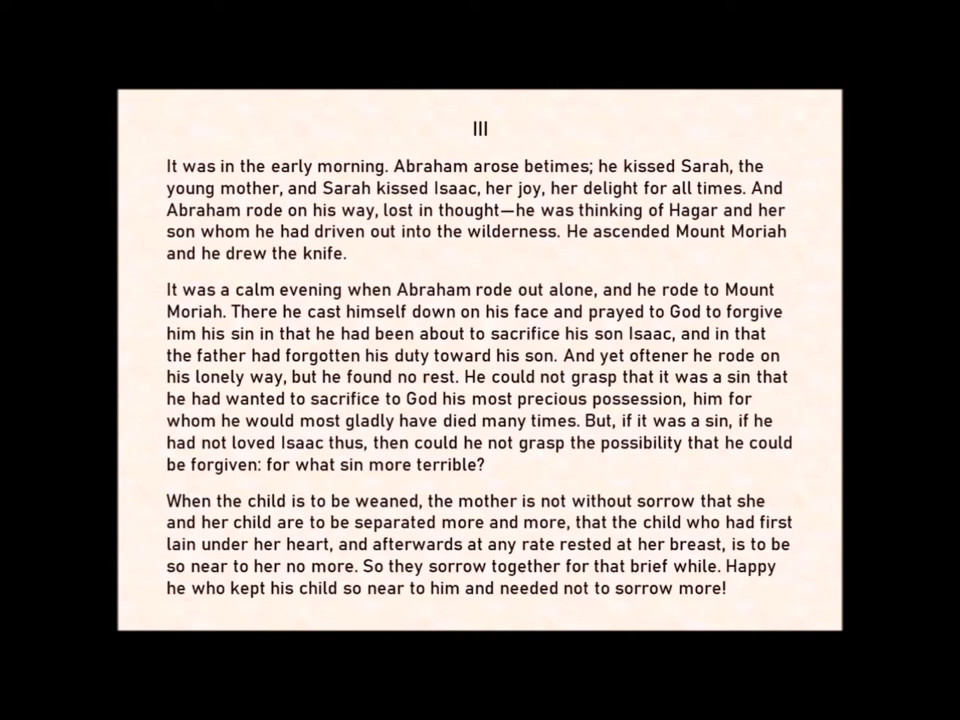 III
It was in the early morning. Abraham arose betimes; he kissed Sarah, the
young mother, and Sarah kissed Isaac, her joy, her delight for all times. And
Abraham rode on his way, lost in thought—he was thinking of Hagar and her
son whom he had driven out into the wilderness. He ascended Mount Moriah
and he drew the knife.
It was a calm evening when Abraham rode out alone, and he rode to Mount
Moriah. There he cast himself down on his face and prayed to God to forgive
him his sin in that he had been about to sacrifice his son Isaac, and in that
the father had forgotten his duty toward his son. And yet oftener he rode on
his lonely way, but he found no rest. He could not grasp that it was a sin that
he had wanted to sacrifice to God his most precious possession, him for
whom he would most gladly have died many times. But, if it was a sin, if he
had not loved Isaac thus, then could he not grasp the possibility that he could
be forgiven: for what sin more terrible?
When the child is to be weaned, the mother is not without sorrow that she
and her child are to be separated more and more, that the child who had first
lain under her heart, and afterwards at any rate rested at her breast, is to be
so near to her no more. So they sorrow together for that brief while. Happy
he who kept his child so near to him and needed not to sorrow more!